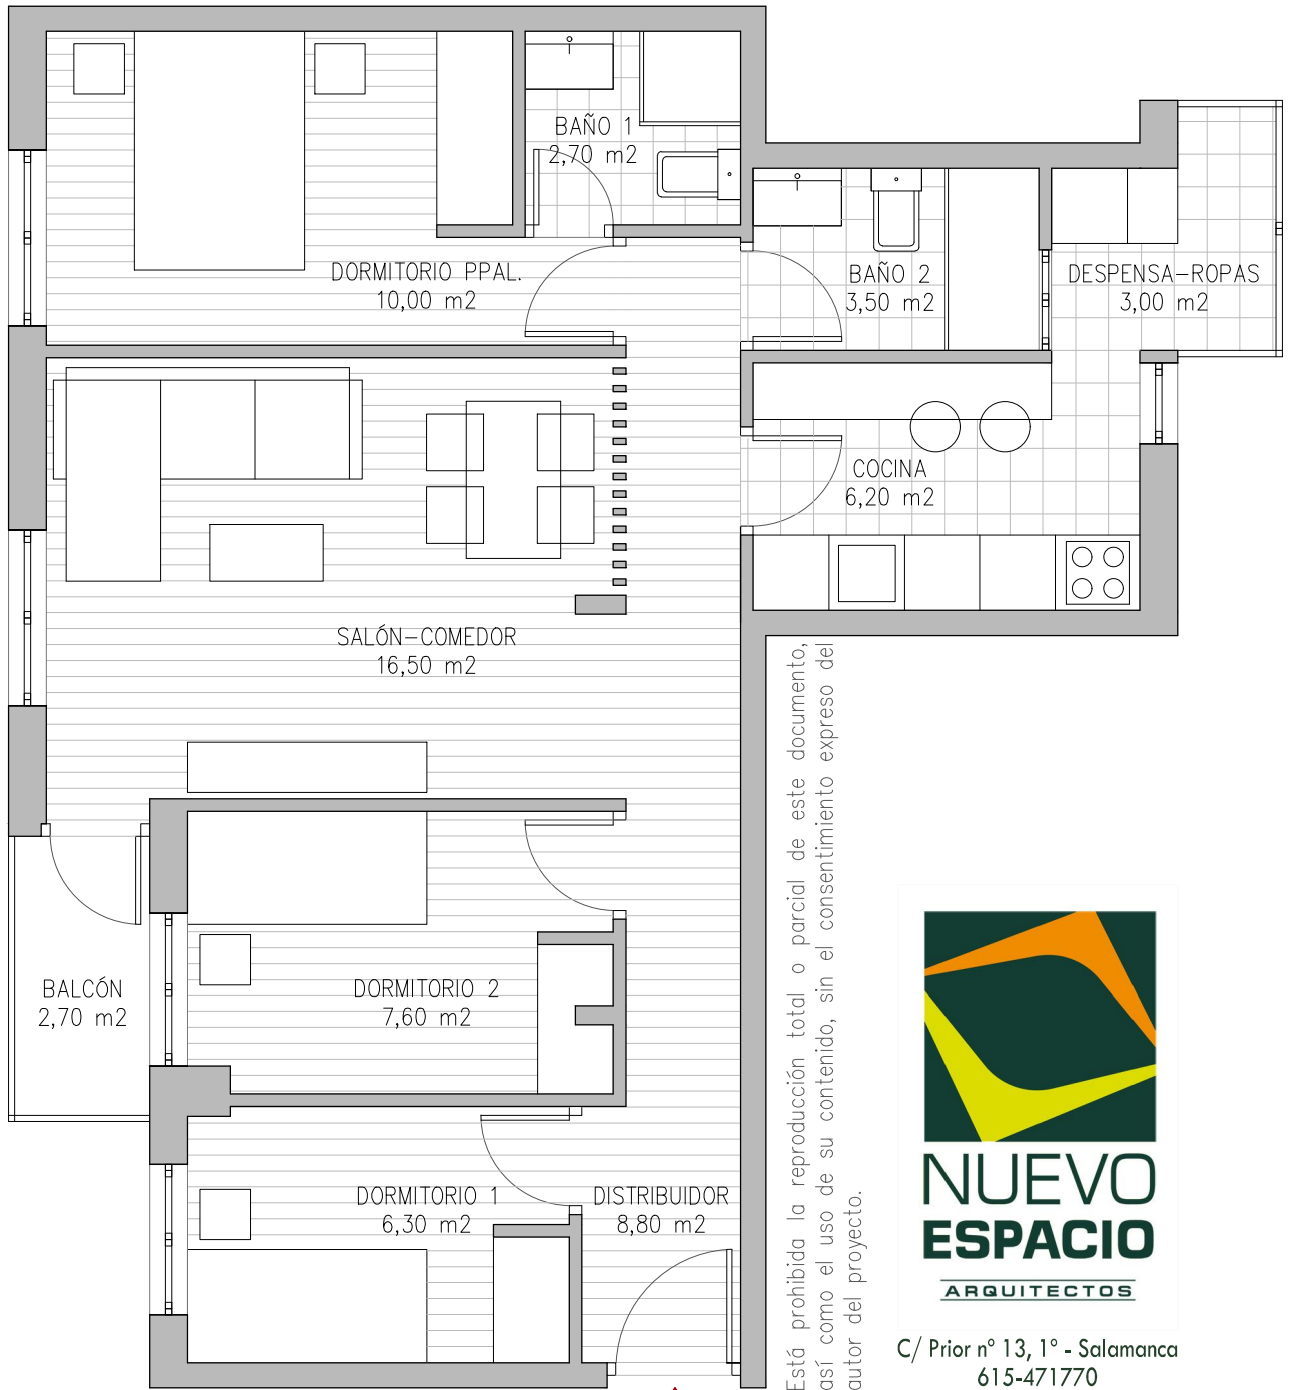 BAÑO 1
2,70 m2
DORMITORIO PPAL.
10,00 m2
BAÑO 2
3,50 m2
DESPENSA-ROPAS
3,00 m2
COCINA
6,20 m2
SALÓN-COMEDOR
16,50 m2
BALCÓN
2,70 m2
DORMITORIO 2
7,60 m2
DORMITORIO 1
6,30 m2
DISTRIBUIDOR
8,80 m2
Está prohibida la reproducción total o parcial de este documento,
así como el uso de su contenido, sin el consentimiento expreso del
autor del proyecto.
NUEVO
ESPACIO
ARQUITECTOS
C/ Prior nº 13, 1º - Salamanca
615-471770